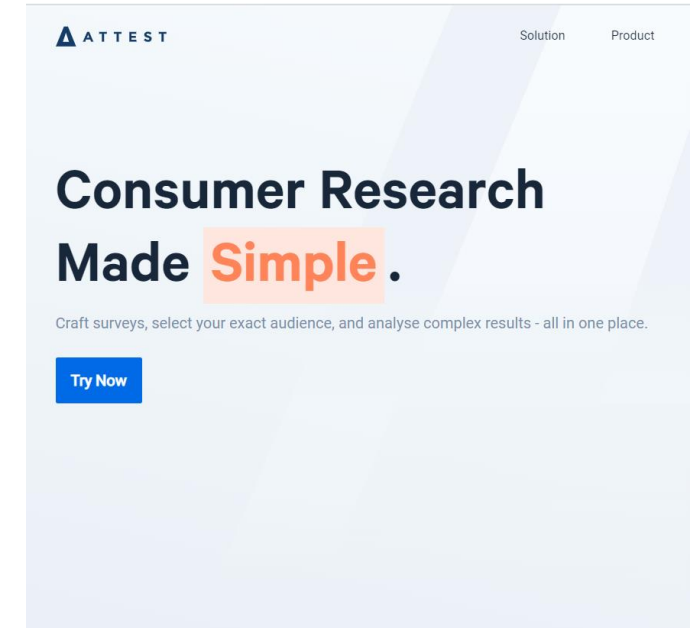 ATTEST
Solution
Product
Consumer Research
Made Simple.
Craft surveys, select your exact audience, and analyse complex results - all in one place.
Try Now